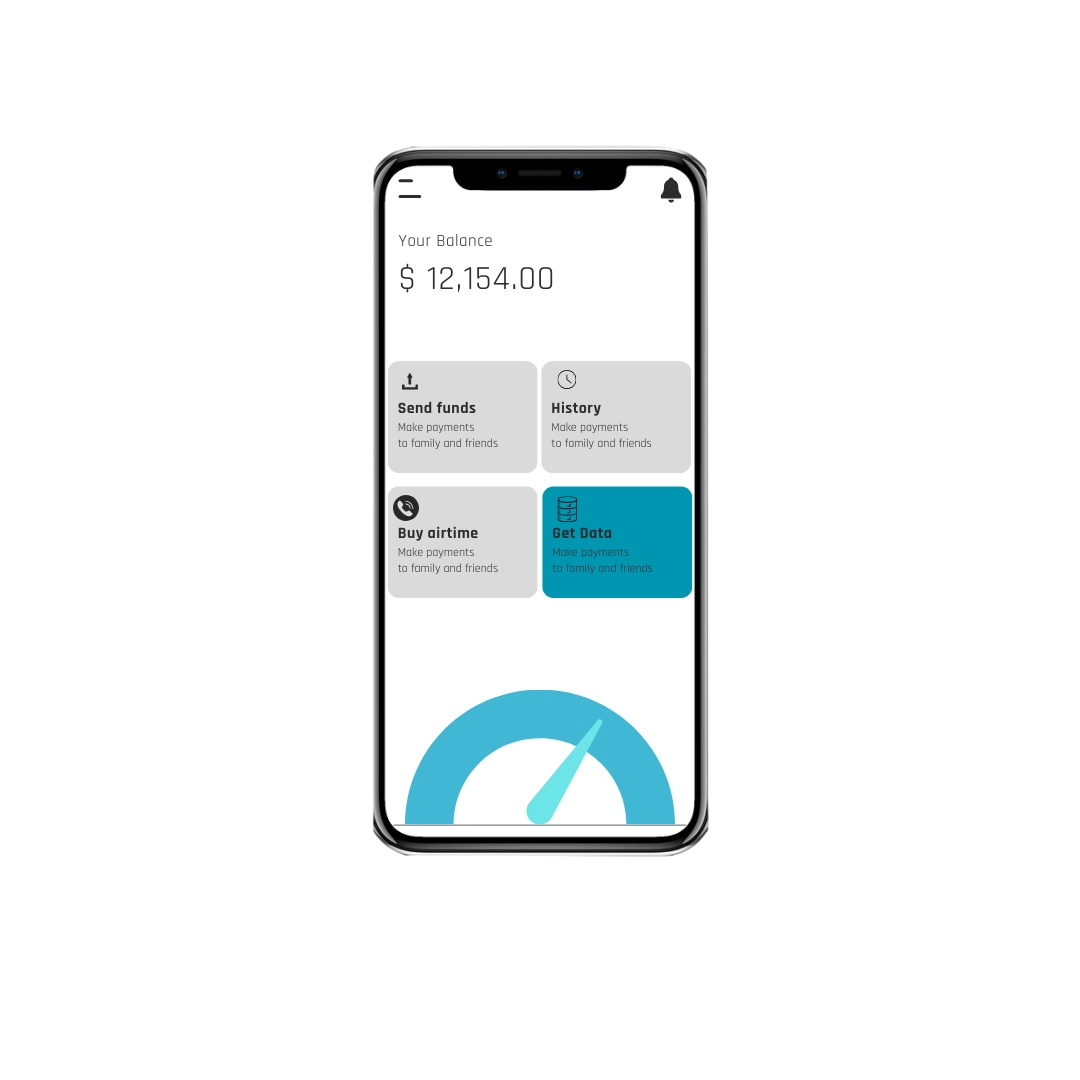 Your Balance
$ 12,154.00
Send funds
Make payments
to family and friends
History
Make payments
to family and friends
Buy airtime
Make payments
to family and friends
Get Data
Make payments
to family and friends